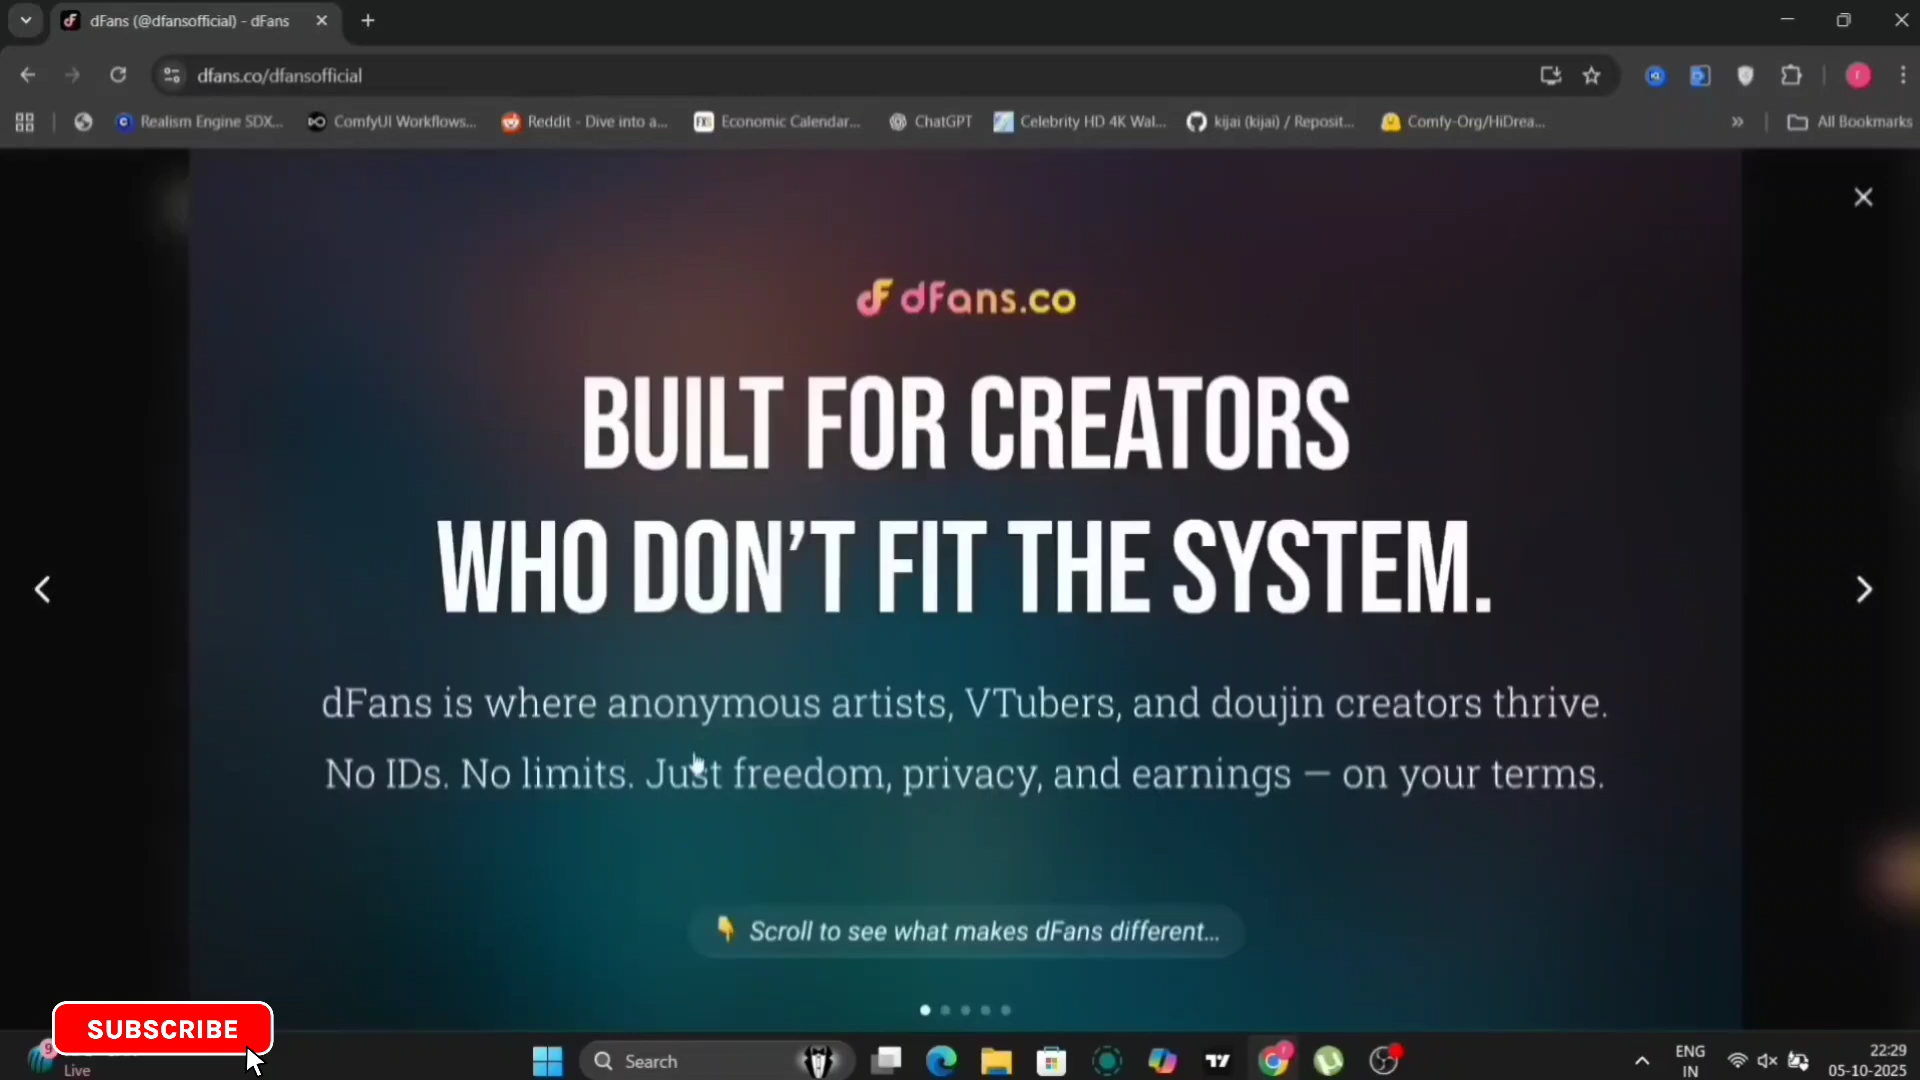 dFans (@dfansofficial) - dFans
dfans.co/dfansofficial
Realism Engine SDX...
ComfyUI Workflows...
Reddit - Dive into a...
Economic Calendar...
ChatGPT
Celebrity HD 4K Wal...
kijai (kijai) / Reposit...
Comfy-Org/HiDrea...
All Bookmarks
dFans.co
BUILT FOR CREATORS
WHO DON'T FIT THE SYSTEM.
dFans is where anonymous artists, VTubers, and doujin creators thrive.
No IDs. No limits. Just freedom, privacy, and earnings — on your terms.
👇 Scroll to see what makes dFans different...
SUBSCRIBE
9
Live
Search
ENG
IN
22:29
05-10-2025